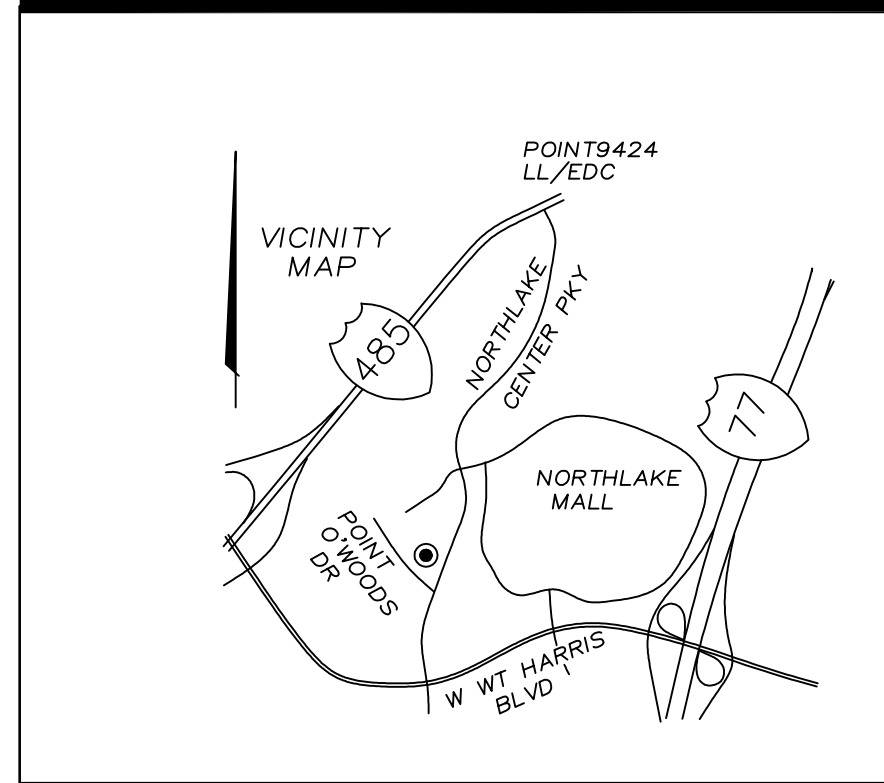 POINT9424
LL/EDC
VICINITY
MAP
NORTHLAKE
CENTER PKY
485
77
NORTHLAKE
MALL
POINT
O'WOODS
DR
W WT HARRIS
BLVD